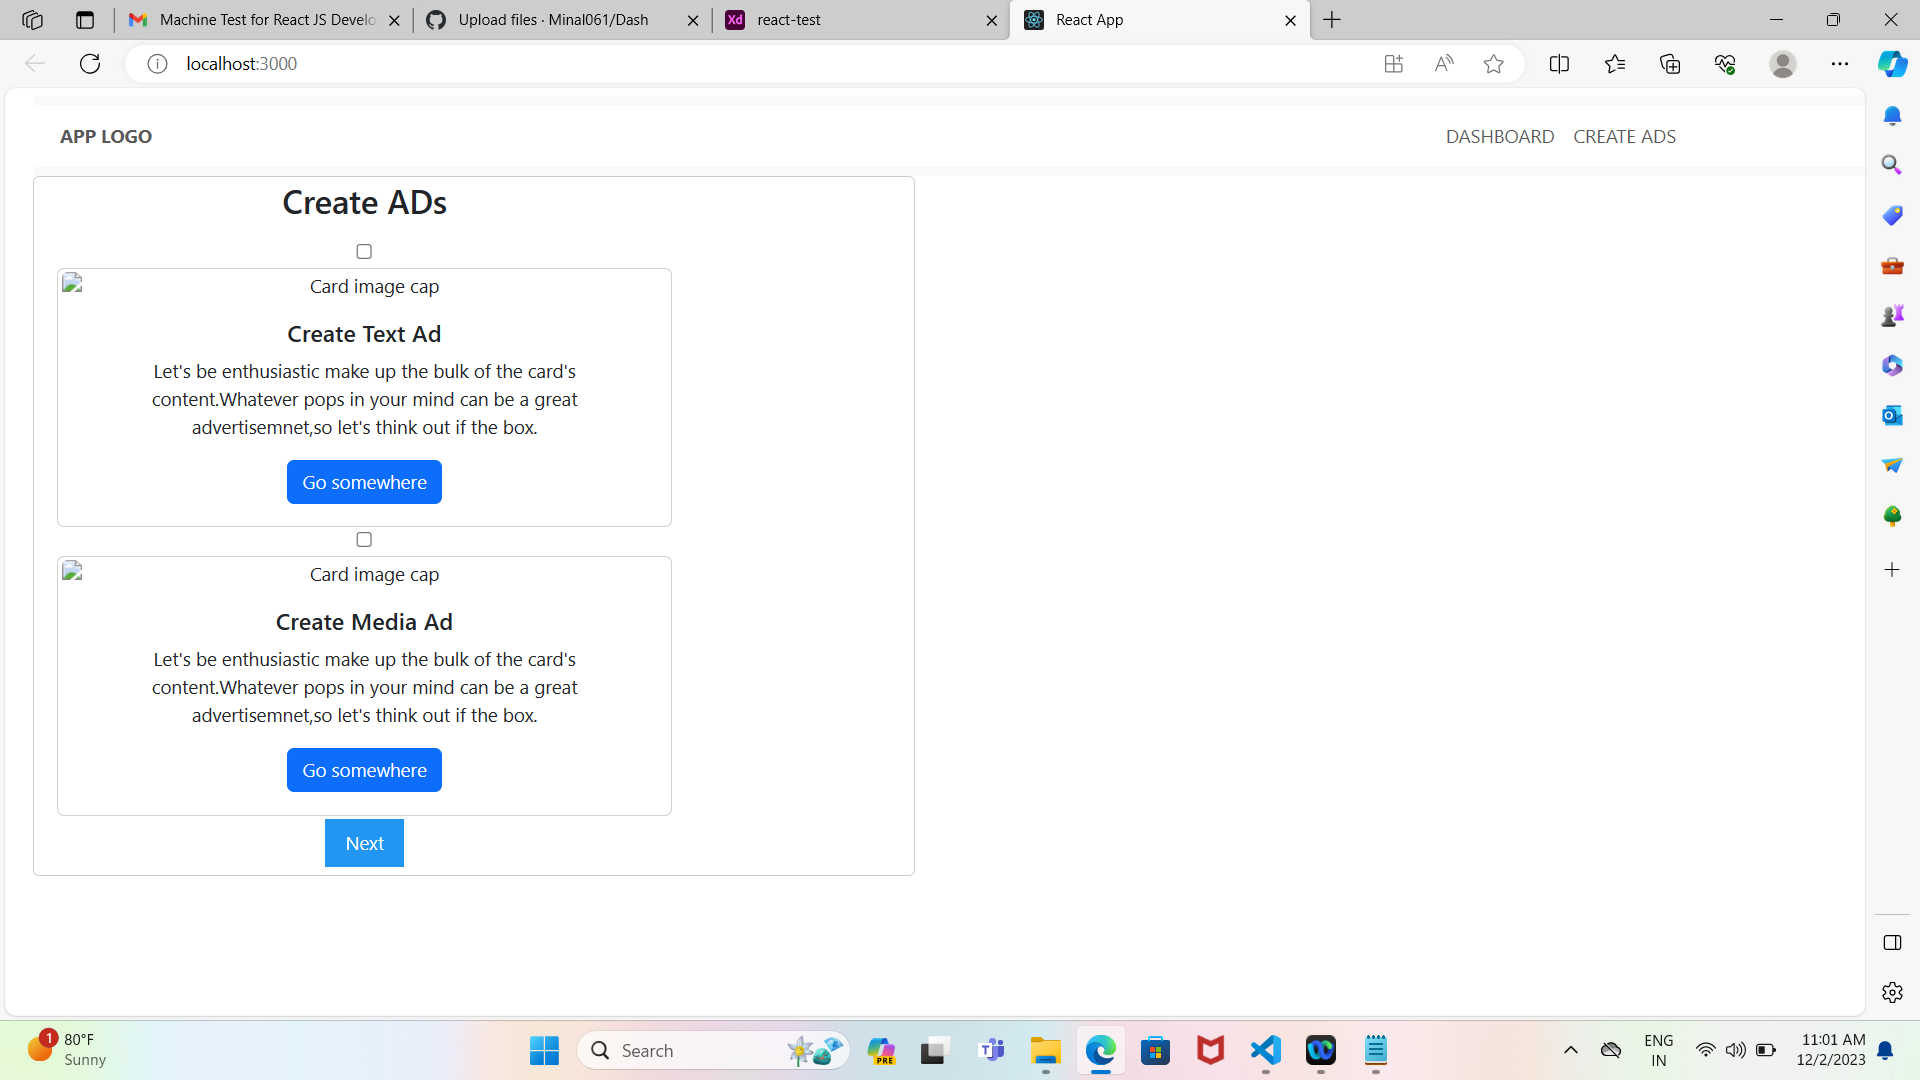 Machine Test for React JS Develo
Upload files · Minal061/Dash
Xd react-test
React App
localhost:3000
APP LOGO
DASHBOARD CREATE ADS
Create ADs
Card image cap
Create Text Ad
Let's be enthusiastic make up the bulk of the card's
content.Whatever pops in your mind can be a great
advertisemnet,so let's think out if the box.
Go somewhere
Card image cap
Create Media Ad
Let's be enthusiastic make up the bulk of the card's
content.Whatever pops in your mind can be a great
advertisemnet,so let's think out if the box.
Go somewhere
Next
1
80°F
Sunny
Search
PRE
ENG
IN
11:01 AM
12/2/2023